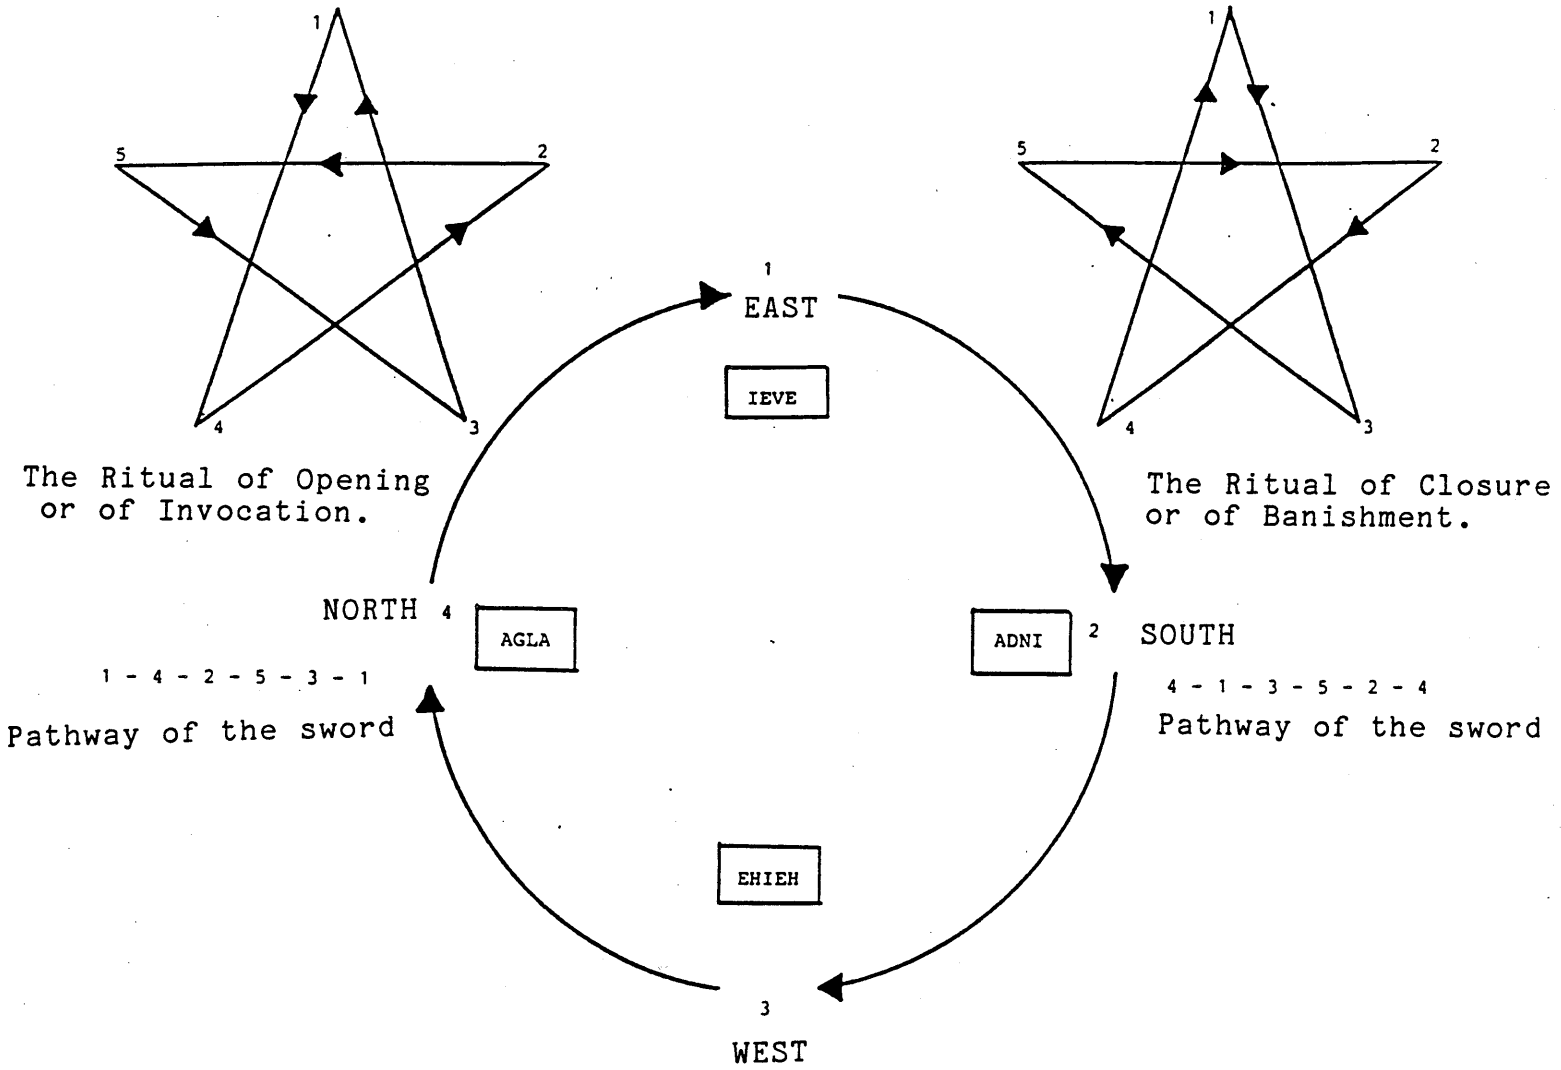 1
5
2
4
3
The Ritual of Opening
or of Invocation.
1
5
2
4
3
The Ritual of Closure
or of Banishment.
1
EAST
IEVE
NORTH 4
AGLA
ADNI
2 SOUTH
1 - 4 - 2 - 5 - 3 - 1
Pathway of the sword
4 - 1 - 3 - 5 - 2 - 4
Pathway of the sword
EHIEH
3
WEST